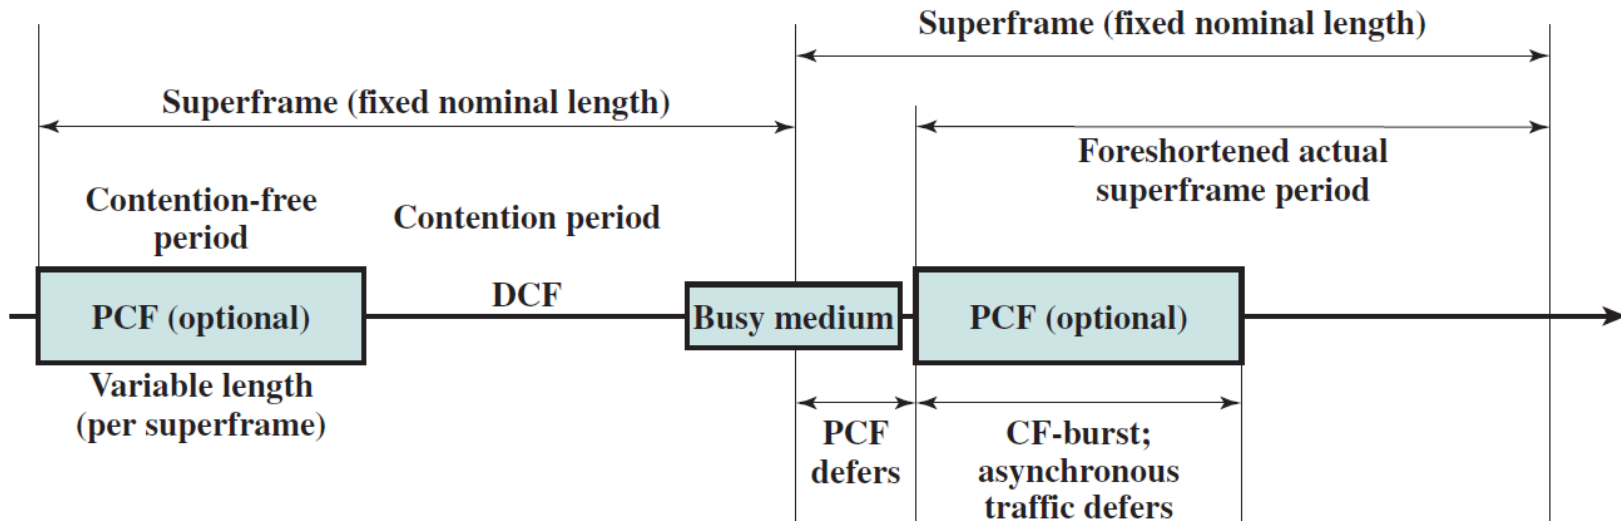 Superframe (fixed nominal length)
Superframe (fixed nominal length)
Foreshortened actual
superframe period
Contention-free
period
Contention period
PCF (optional)
DCF
Busy medium
PCF (optional)
Variable length
(per superframe)
PCF
defers
CF-burst;
asynchronous
traffic defers